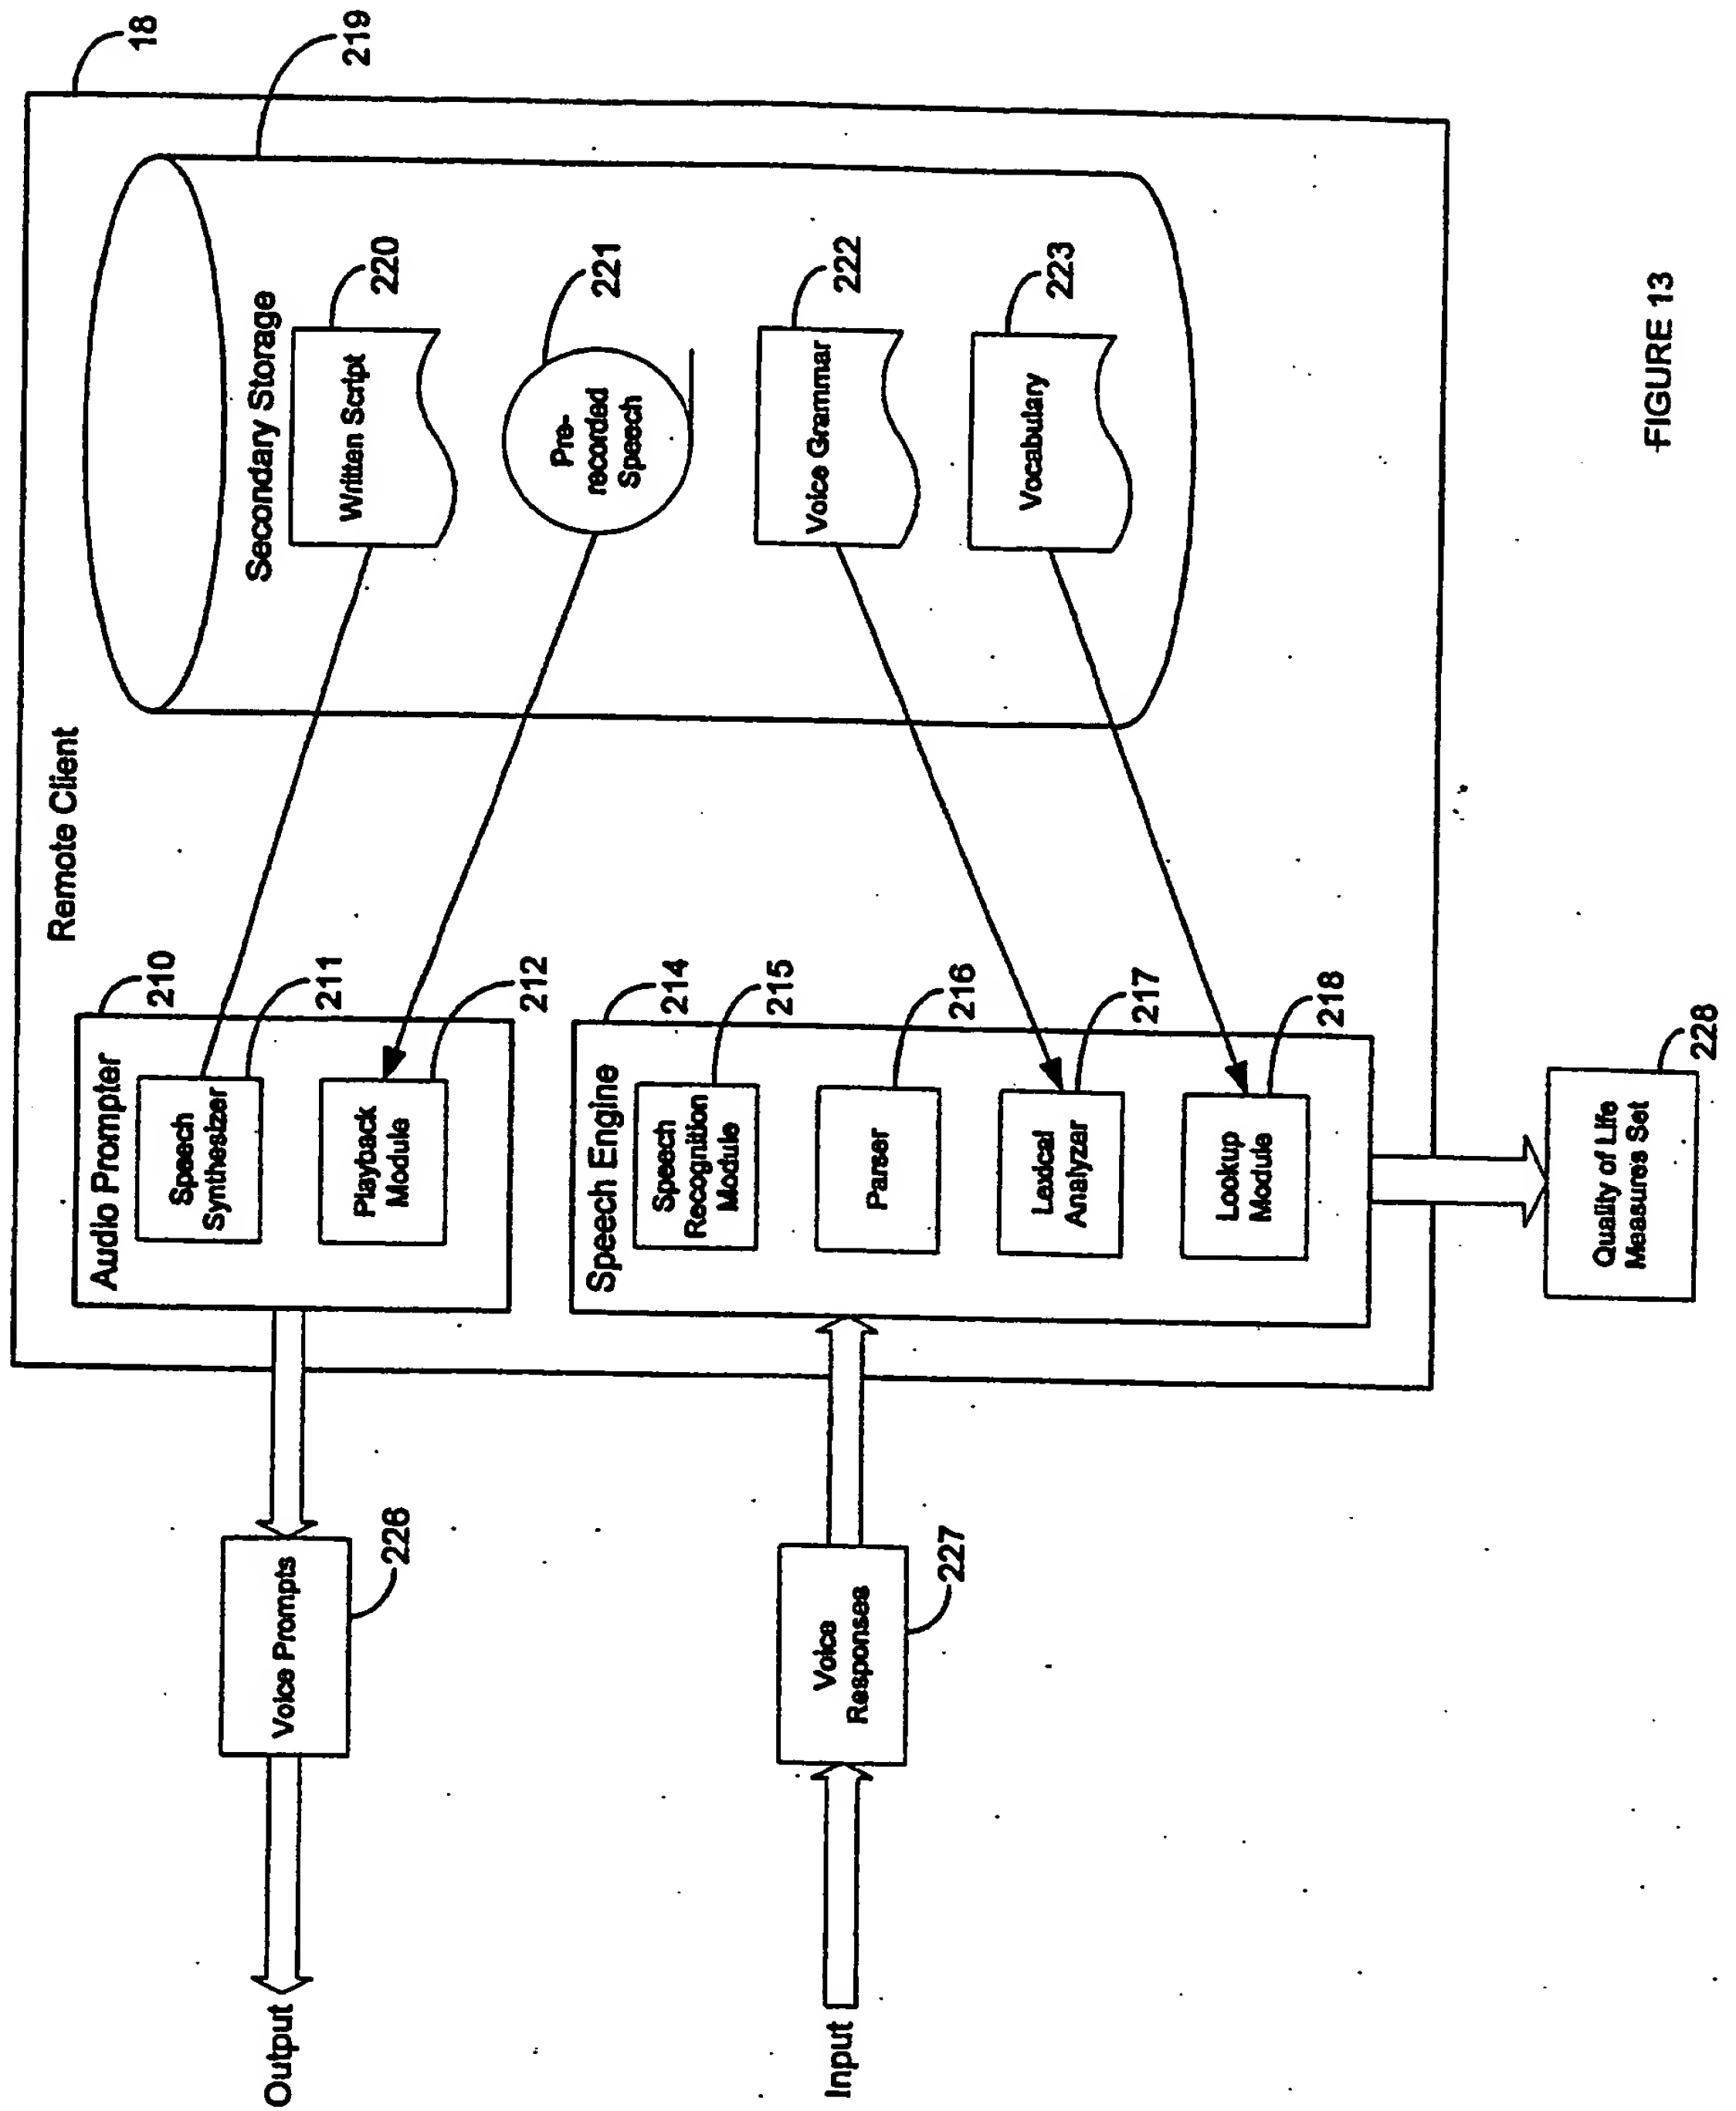 18
Remote Client
219
Secondary Storage
210
Audio Prompter
Speech
Synthesizer
211
Written Script
220
Voice Prompts
226
Output
Playback
Module
212
Pre-
recorded
Speech
221
214
Speech Engine
Speech
Recognition
Module
215
Parser
216
Voice Grammar
222
Voice
Responses
227
Input
Lexical
Analyzer
217
Vocabulary
223
Lookup
Module
218
Quality of Life
Measures Set
228
FIGURE 13